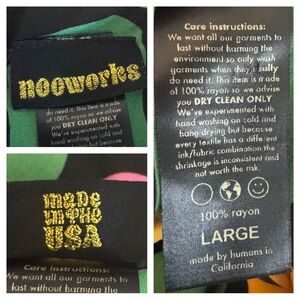 nooworks
do need it. This item is made
of 100% rayon so we advise
you DRY CLEAN ONLY
We've experimented with
hand washing on cold and
hang drying but because
made
in the
USA
Care instructions:
We want all our garments to
last without harming the
Care instructions:
We want all our garments to
last without harming the
environment so only wash
garments when they really
do need it. This item is made
of 100% rayon so we advise
you DRY CLEAN ONLY
We've experimented with
hand washing on cold and
hang drying but because
every textile has a different
ink/fabric combination the
shrinkage is inconsistent and
not worth the risk.
100% rayon
LARGE
made by humans in
California